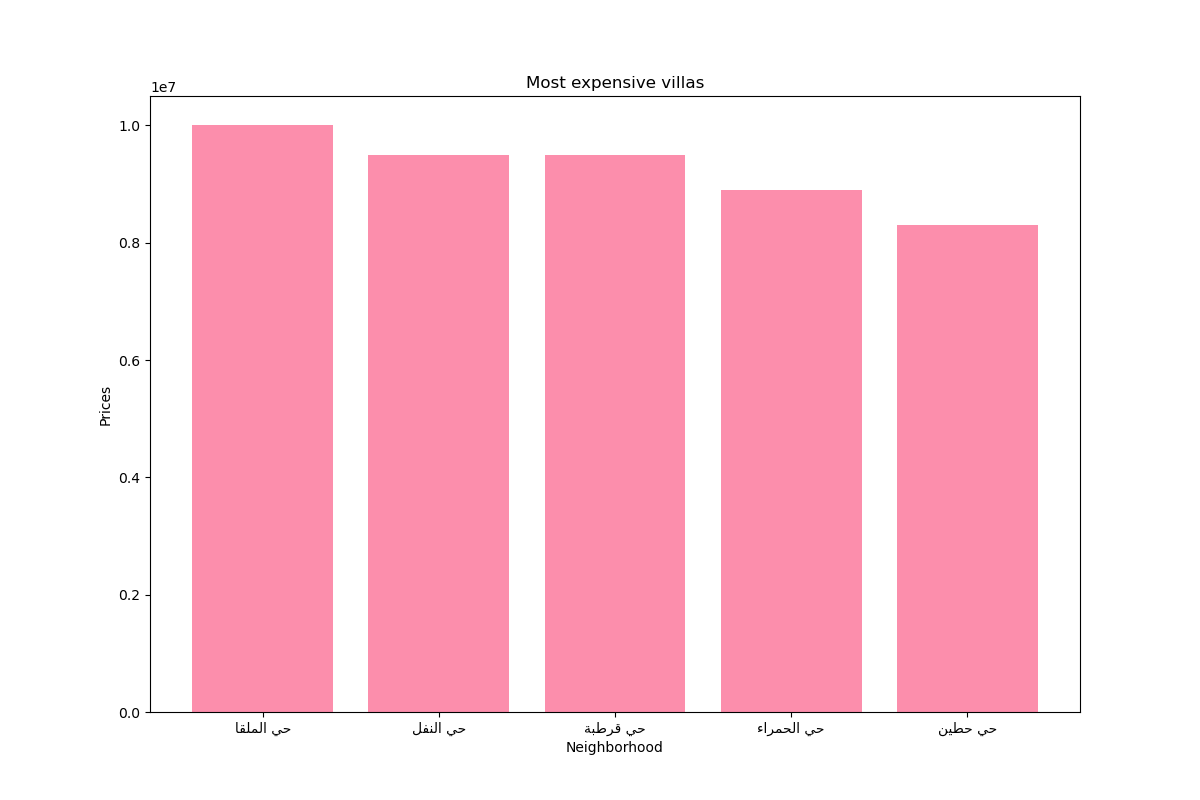 Most expensive villas
1e7
1.0
0.8
0.6
0.4
0.2
0.0
Prices
حي الملقا
حي النفل
حي قرطبة
حي الحمراء
حي حطين
Neighborhood